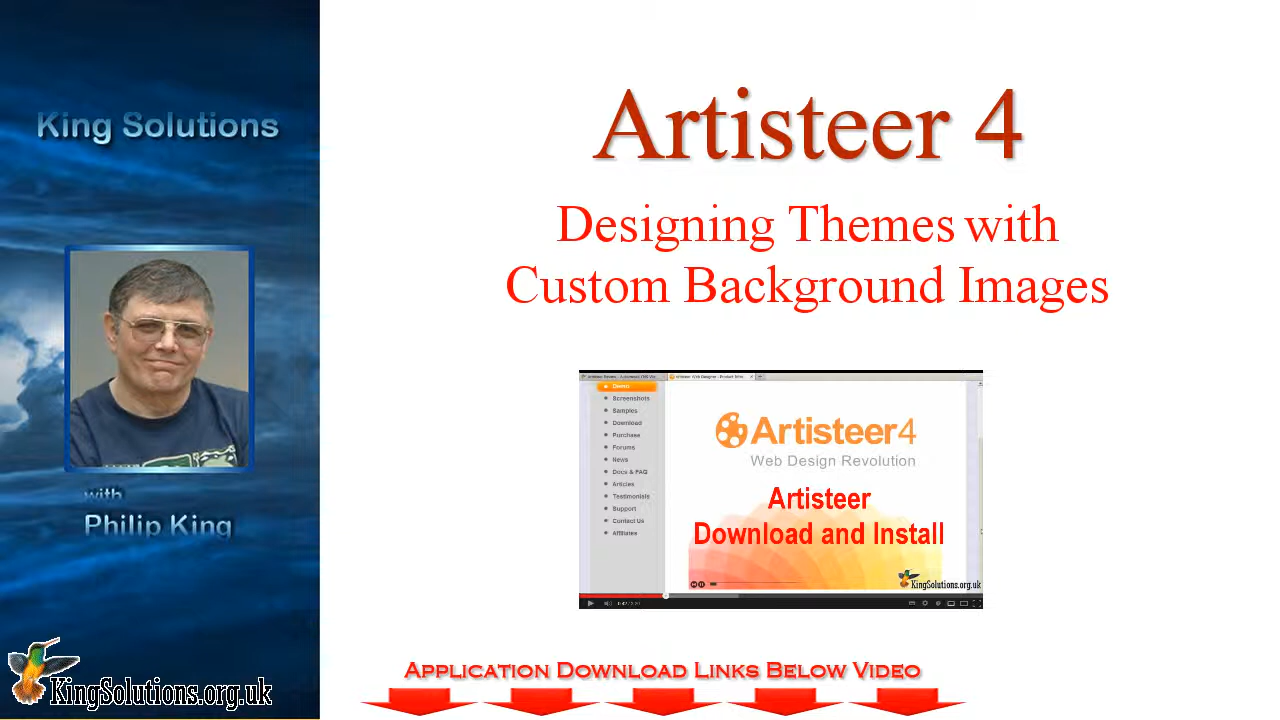 King Solutions
with
Philip King
KingSolutions.org.uk
Artisteer 4
Designing Themes with
Custom Background Images
Demo
Screenshots
Samples
Download
Purchase
Forums
News
Docs & FAQ
Articles
Testimonials
Support
Contact Us
Affiliates
Artisteer4
Web Design Revolution
Artisteer
Download and Install
KingSolutions.org.uk
Application Download Links Below Video